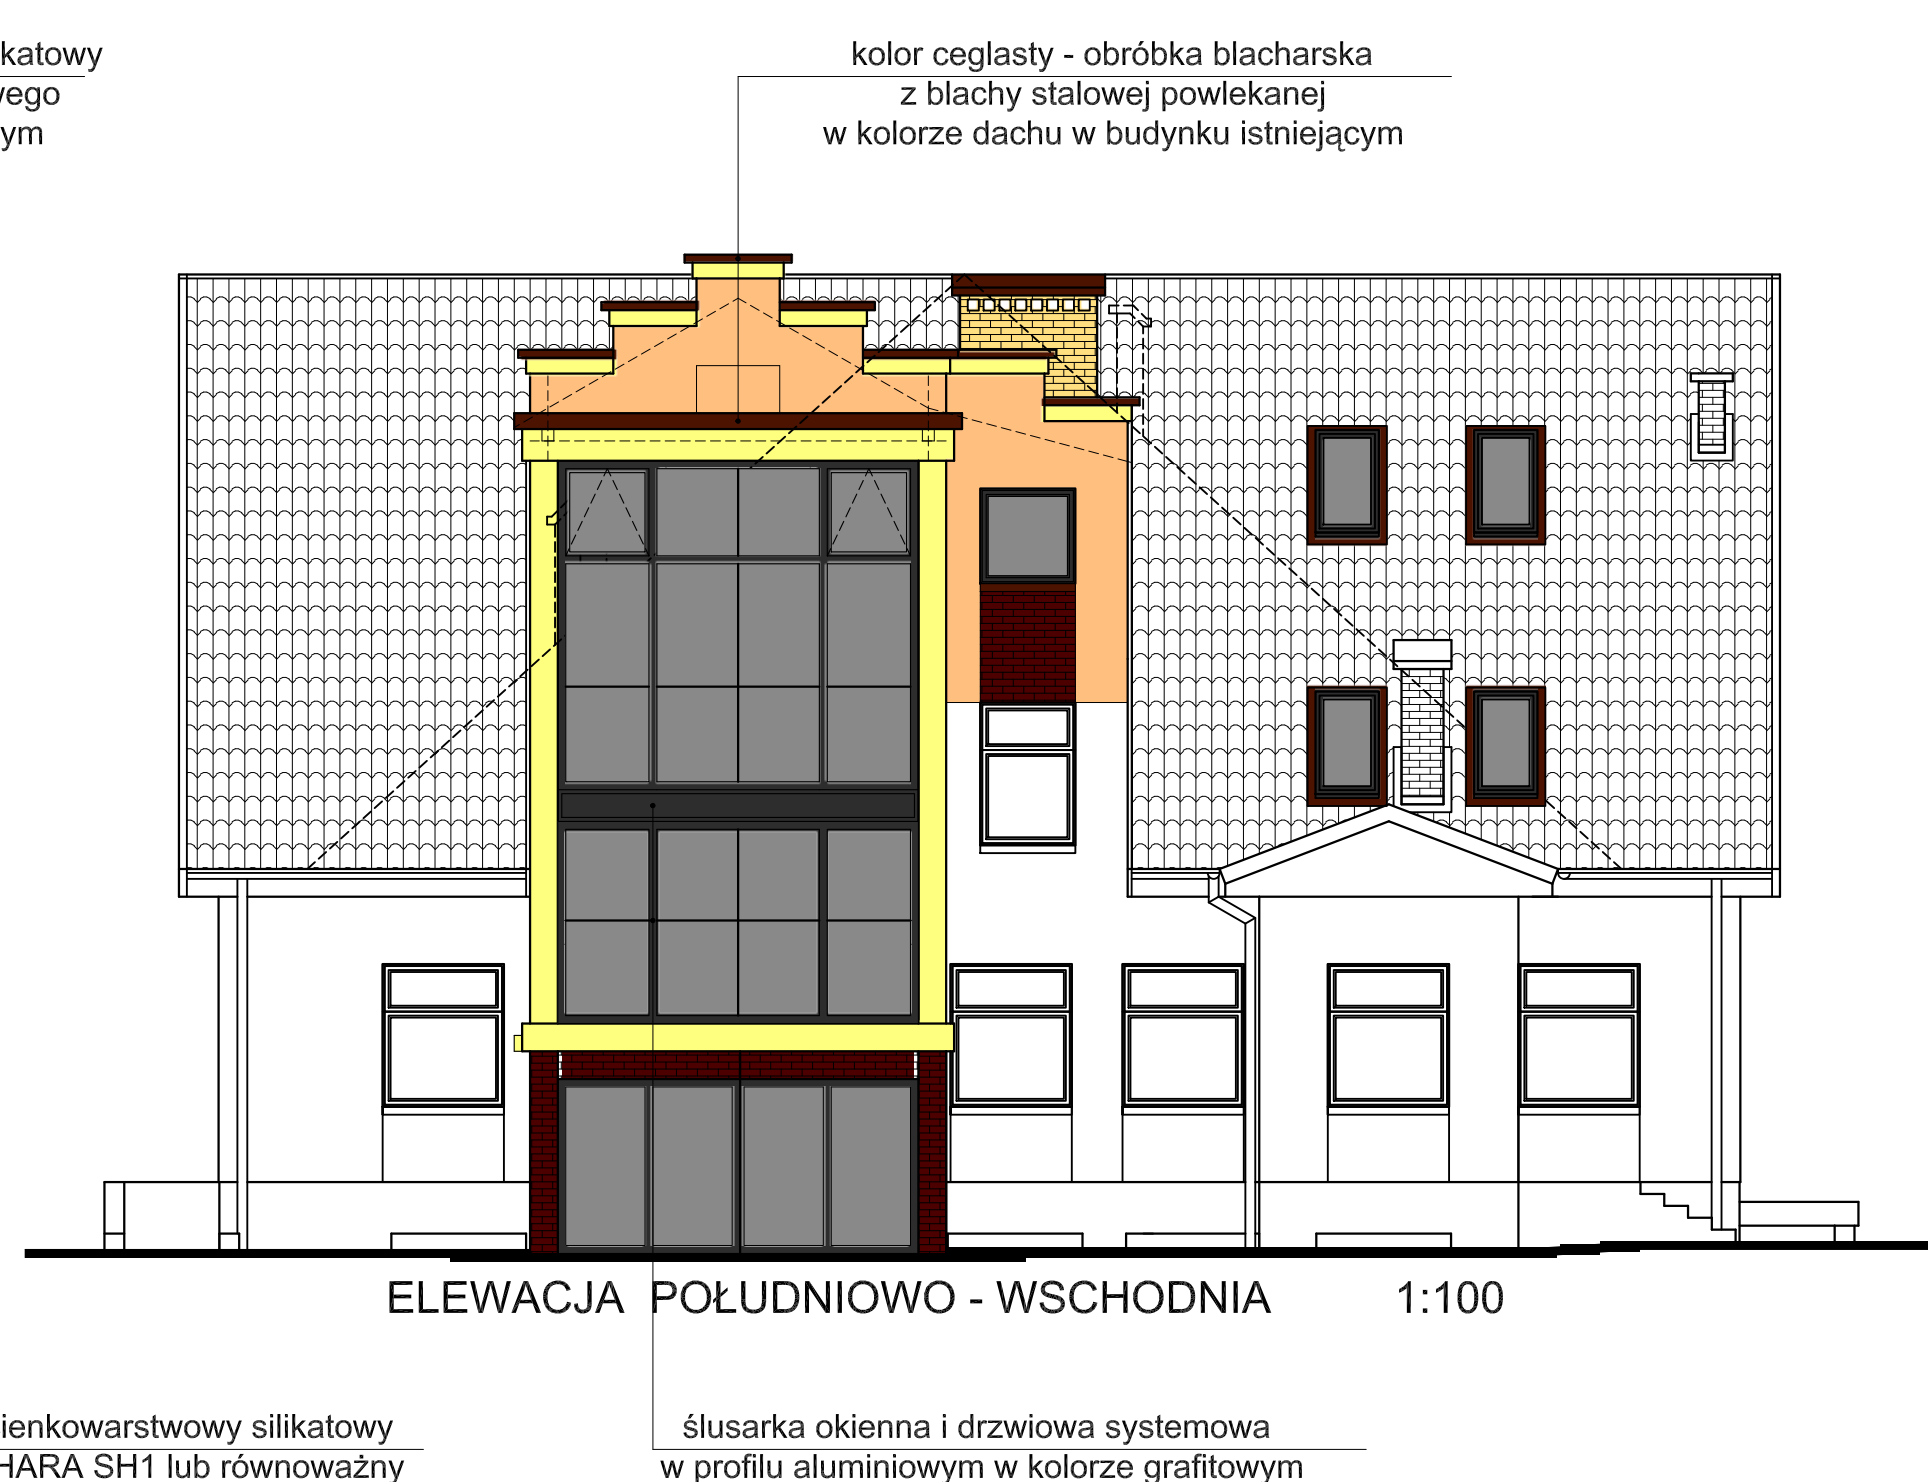 katowy
wego
ym
kolor ceglasty - obróbka blacharska
z blachy stalowej powlekanej
w kolorze dachu w budynku istniejącym
ELEWACJA POŁUDNIOWO - WSCHODNIA 1:100
ienkowarstwowy silikatowy
HARA SH1 lub równoważny
ślusarka okienna i drzwiowa systemowa
w profilu aluminiowym w kolorze grafitowym